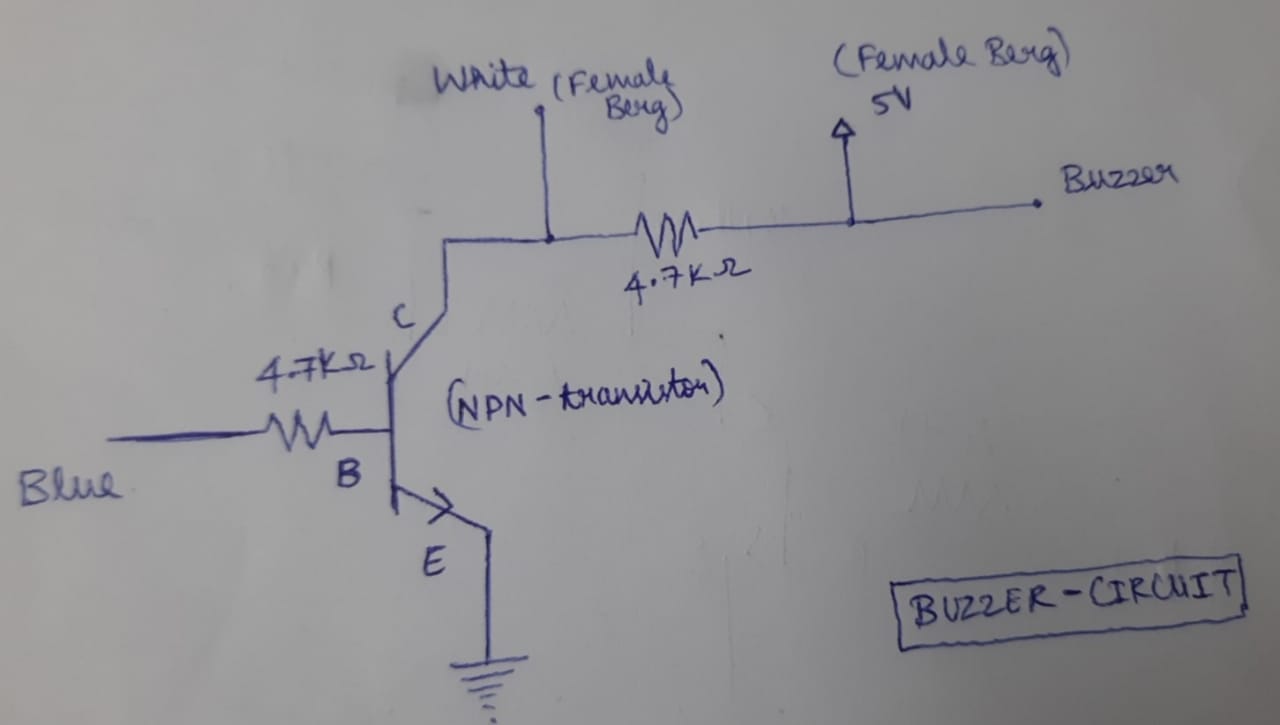 White (Female
Berg)
(Female Berg)
5V
Buzzer
4.7KΩ
C
4.7KΩ
(NPN-transistor)
B
Blue
E
BUZZER-CIRCUIT